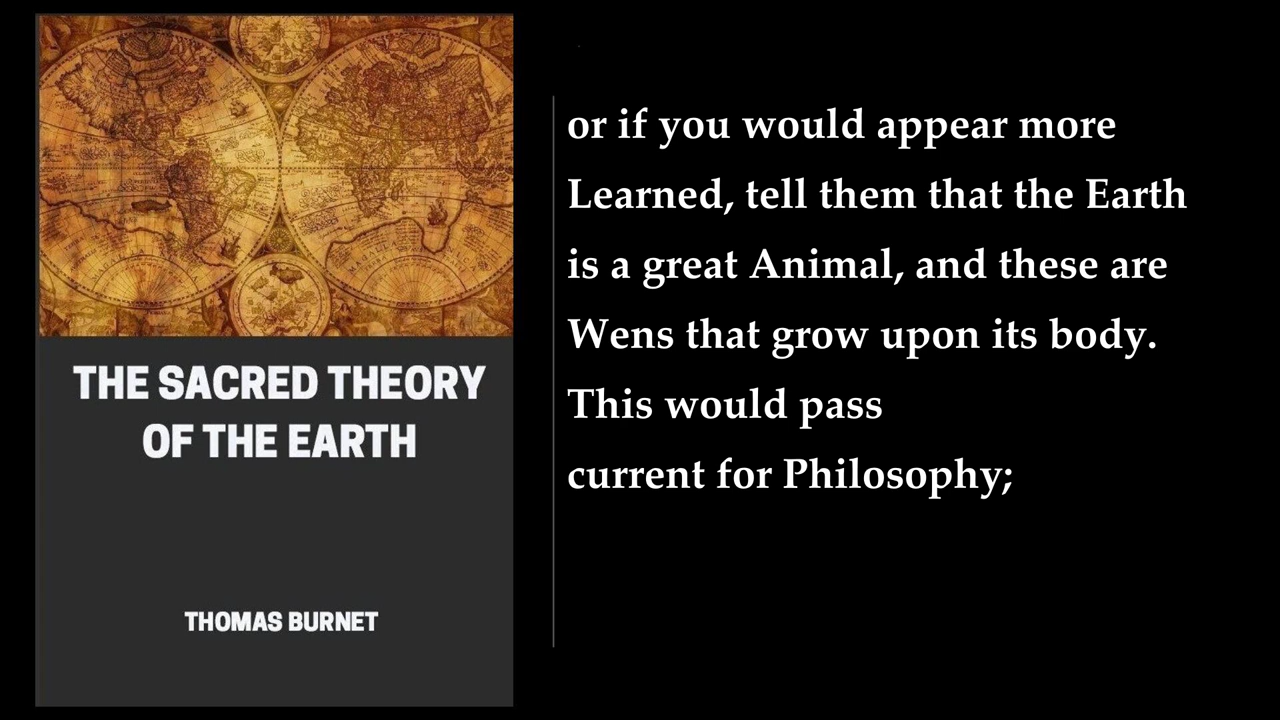 THE SACRED THEORY
OF THE EARTH
THOMAS BURNET
or if you would appear more
Learned, tell them that the Earth
is a great Animal, and these are
Wens that grow upon its body.
This would pass
current for Philosophy;